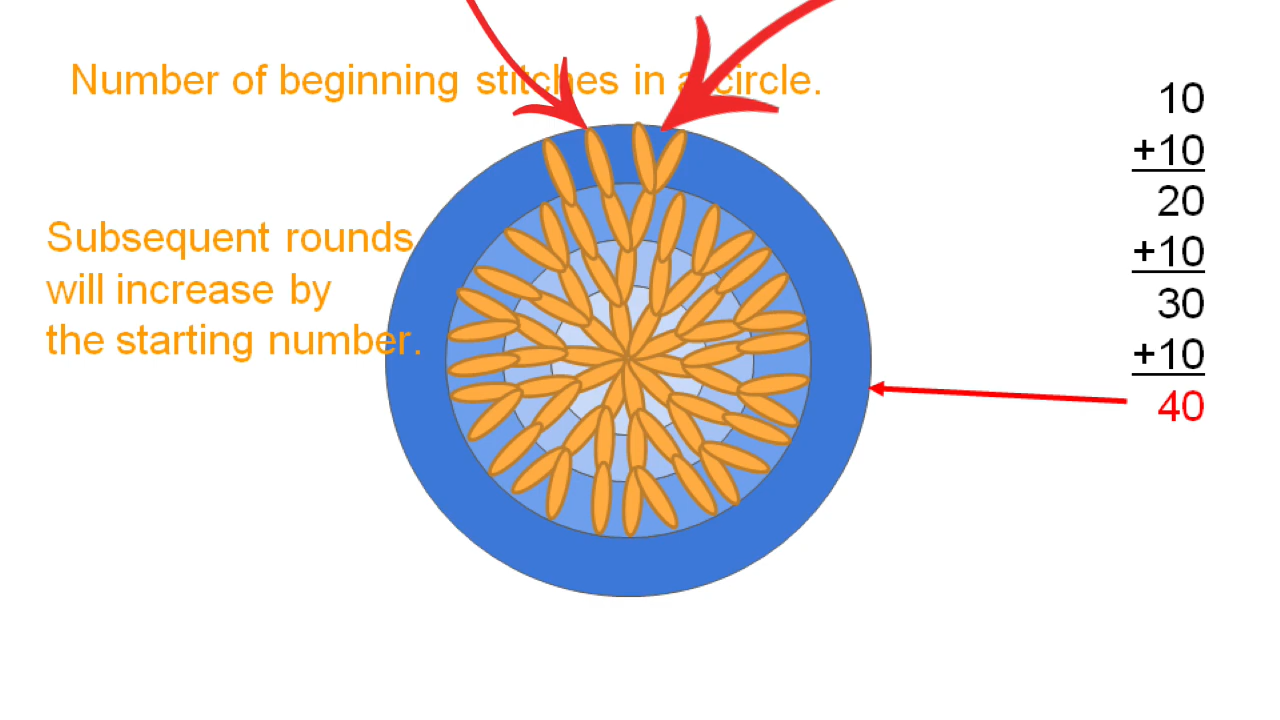 Number of beginning stitches in a circle.
Subsequent rounds
will increase by
the starting number.
10
+10
20
+10
30
+10
40